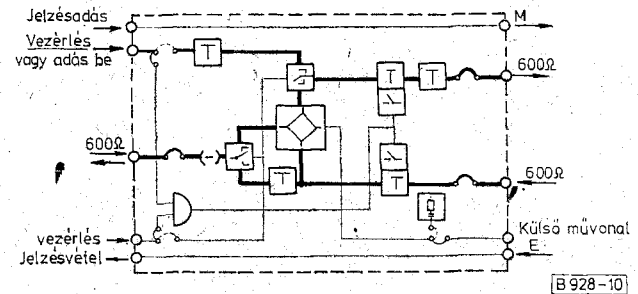 Jelzésadás
M
Vezérlés
vagy adás be
T
600Ω
T
T
600Ω
T
T
600Ω
vezérlés
Külső művonal
Jelzésvétel
E
B 928-10